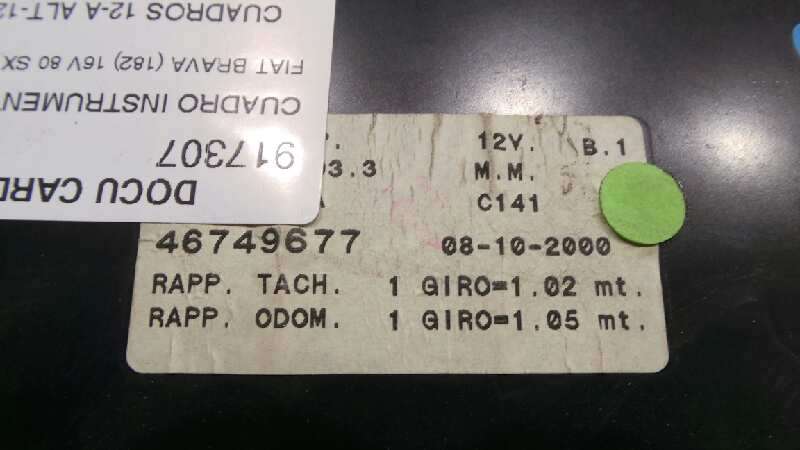 DOCU CARD
917307
CUADRO INSTRUMEN
FIAT BRAVA (182) 16V 80 SX
CUADROS 12-A ALT-12
12V. B.1
3.3 M.M.
C141
46749677 08-10-2000
RAPP. TACH. 1 GIRO=1.02 mt.
RAPP. ODOM. 1 GIRO=1.05 mt.